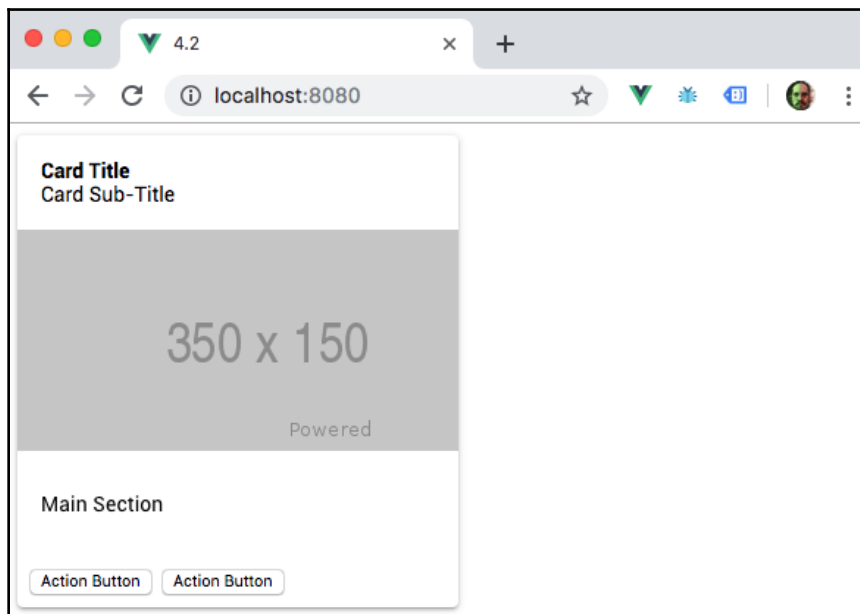 4.2
localhost:8080
Card Title
Card Sub-Title
350 x 150
Powered
Main Section
Action Button Action Button